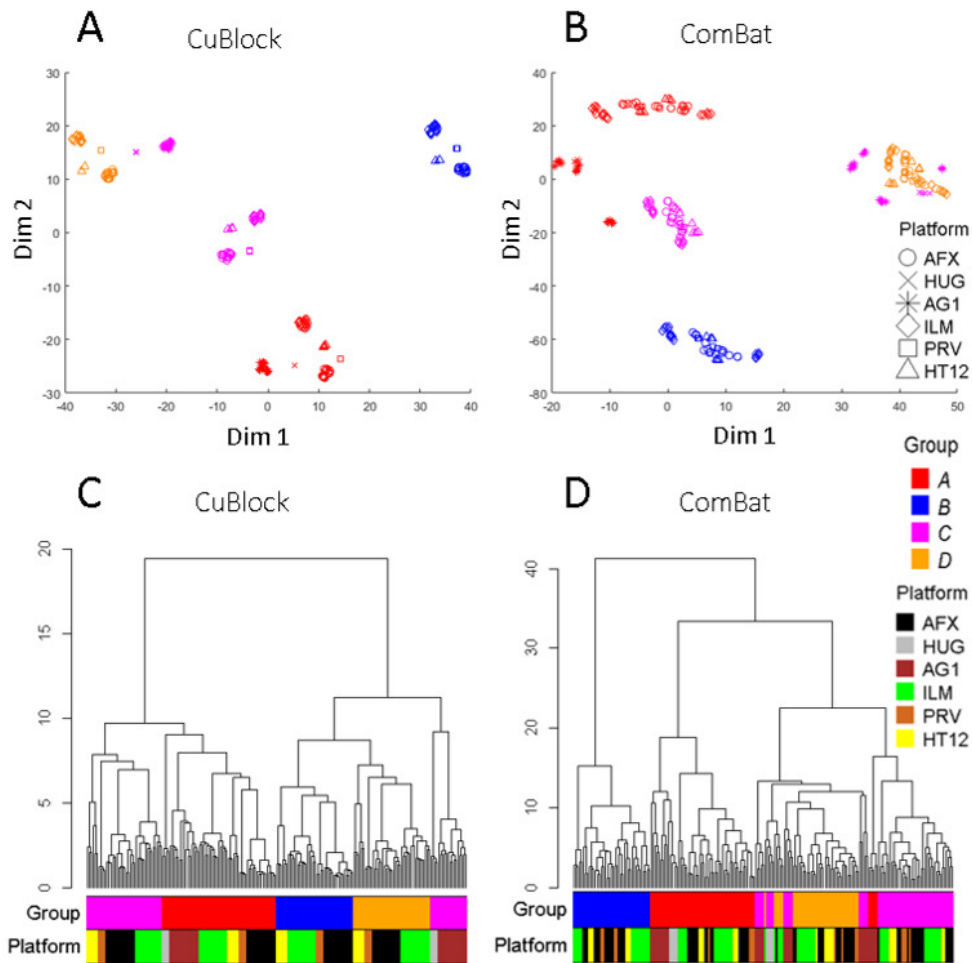 A
CuBlock
Dim 2
30
20
10
0
-10
-20
-30
-40
-30
-20
-10
0
10
20
30
40
Dim 1
B
ComBat
40
20
0
-20
-40
-60
-80
-20
-10
0
10
20
30
40
50
Dim 1
Platform
AFX
HUG
AG1
ILM
PRV
HT12
C
CuBlock
20
15
10
5
0
Group
Platform
D
ComBat
40
30
20
10
0
Group
Platform
Group
A
B
C
D
Platform
AFX
HUG
AG1
ILM
PRV
HT12